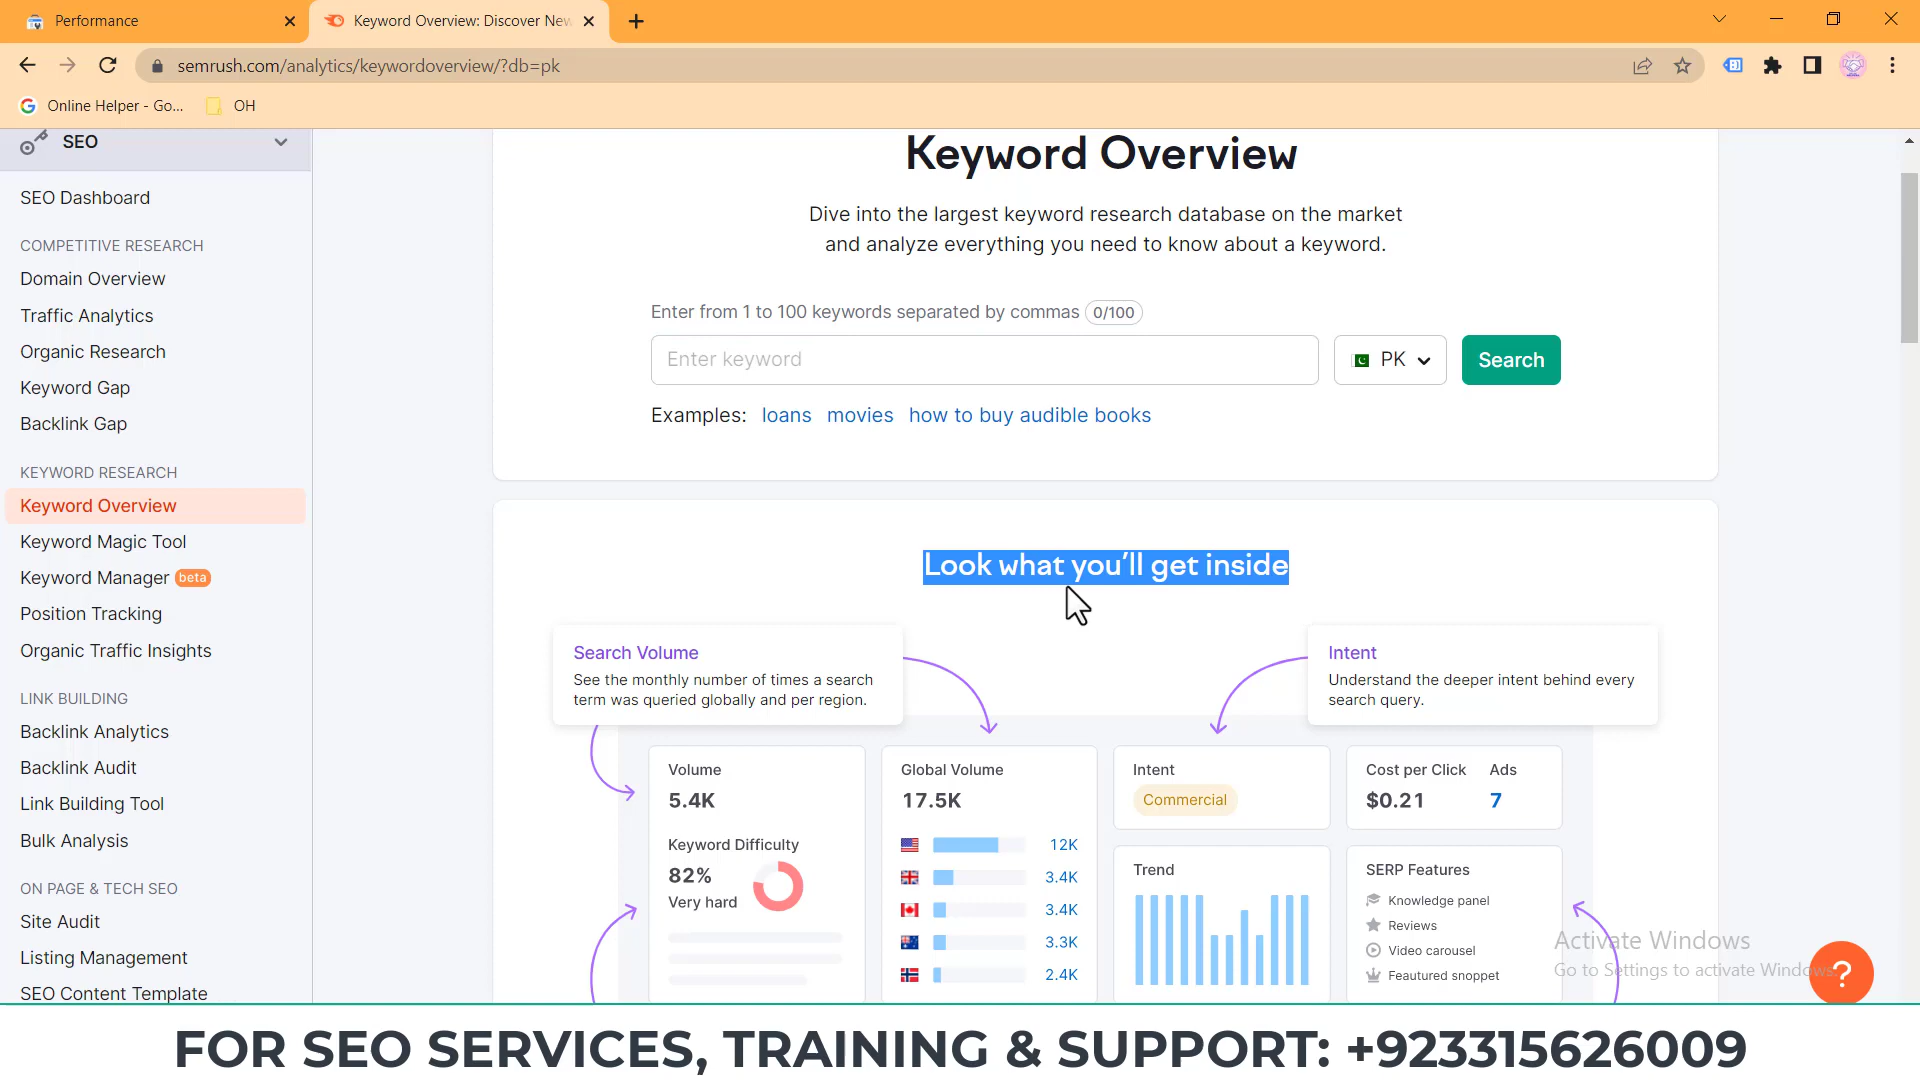 Performance
Keyword Overview: Discover New
semrush.com/analytics/keywordoverview/?db=pk
Online Helper - Go...
OH
SEO
SEO Dashboard
COMPETITIVE RESEARCH
Domain Overview
Traffic Analytics
Organic Research
Keyword Gap
Backlink Gap
KEYWORD RESEARCH
Keyword Overview
Keyword Magic Tool
Keyword Manager beta
Position Tracking
Organic Traffic Insights
LINK BUILDING
Backlink Analytics
Backlink Audit
Link Building Tool
Bulk Analysis
ON PAGE & TECH SEO
Site Audit
Listing Management
SEO Content Template
Keyword Overview
Dive into the largest keyword research database on the market
and analyze everything you need to know about a keyword.
Enter from 1 to 100 keywords separated by commas 0/100
Enter keyword
PK
Search
Examples: loans movies how to buy audible books
Look what you'll get inside
Search Volume
See the monthly number of times a search
term was queried globally and per region.
Intent
Understand the deeper intent behind every
search query.
Volume
5.4K
Keyword Difficulty
82%
Very hard
Global Volume
17.5K
12K
3.4K
3.4K
3.3K
2.4K
Intent
Commercial
Trend
Cost per Click Ads
$0.21 7
SERP Features
Knowledge panel
Reviews
Video carousel
Feautured snoppet
Activate Windows
Go to Settings to activate Windows
?
FOR SEO SERVICES, TRAINING & SUPPORT: +923315626009